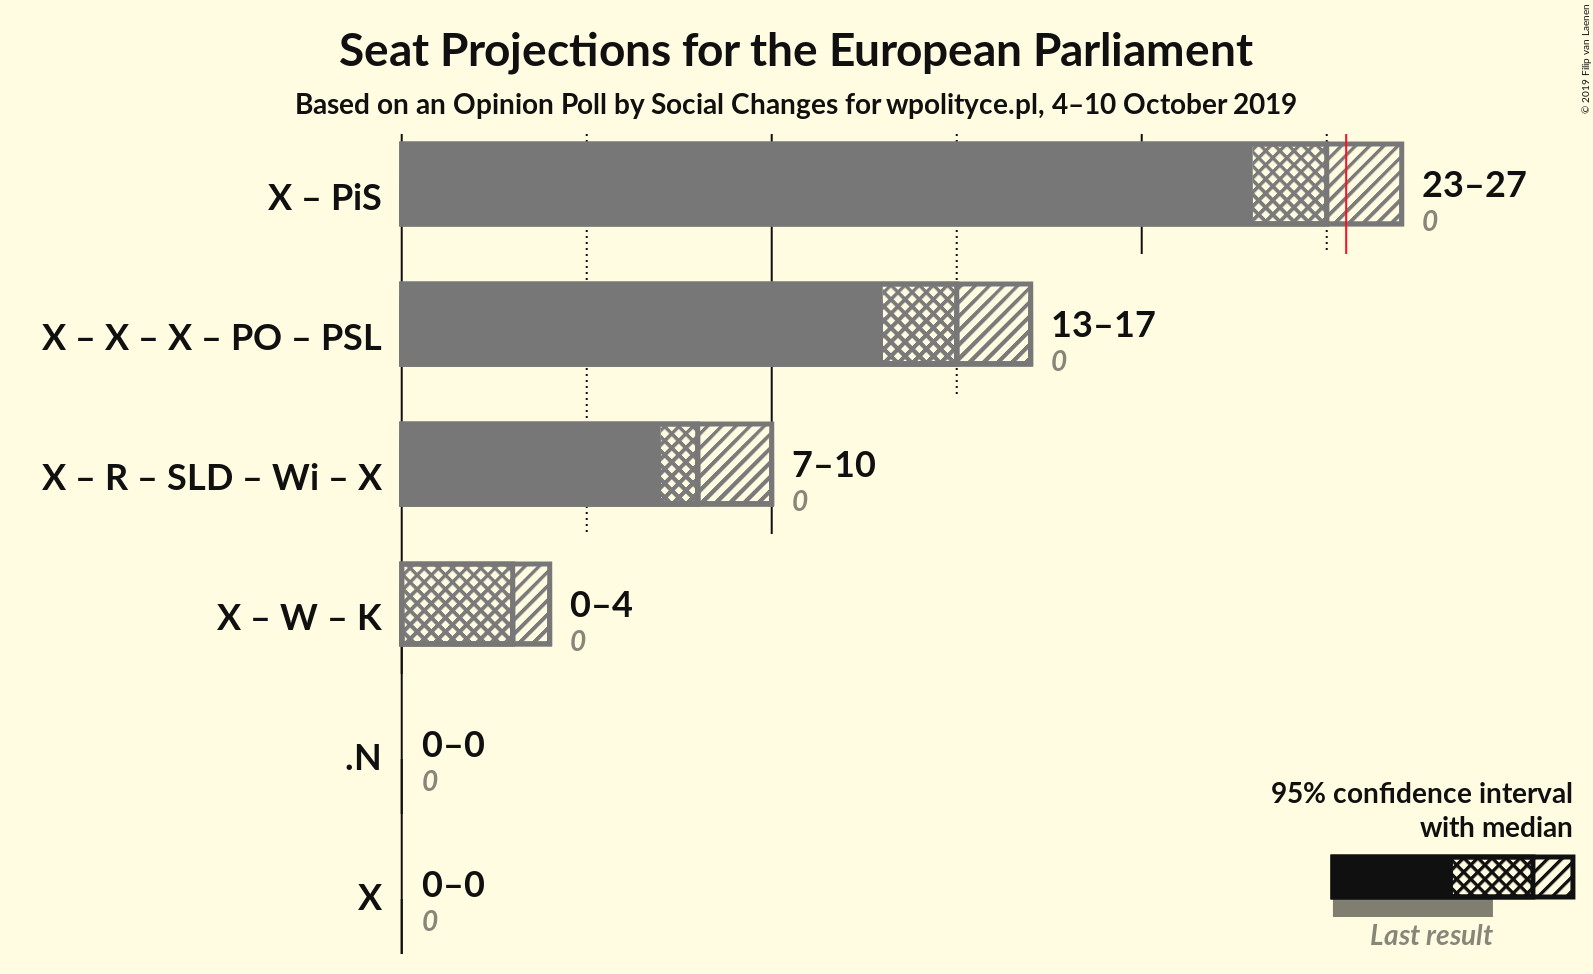 Seat Projections for the European Parliament
Based on an Opinion Poll by Social Changes for wpolityce.pl, 4–10 October 2019
© 2019 Filip van Laenen
X – PiS
23–27
0
X – X – X – PO – PSL
13–17
0
X – R – SLD – Wi – X
7–10
0
X – W – K
0–4
0
.N
0–0
0
X
0–0
0
95% confidence interval
with median
Last result